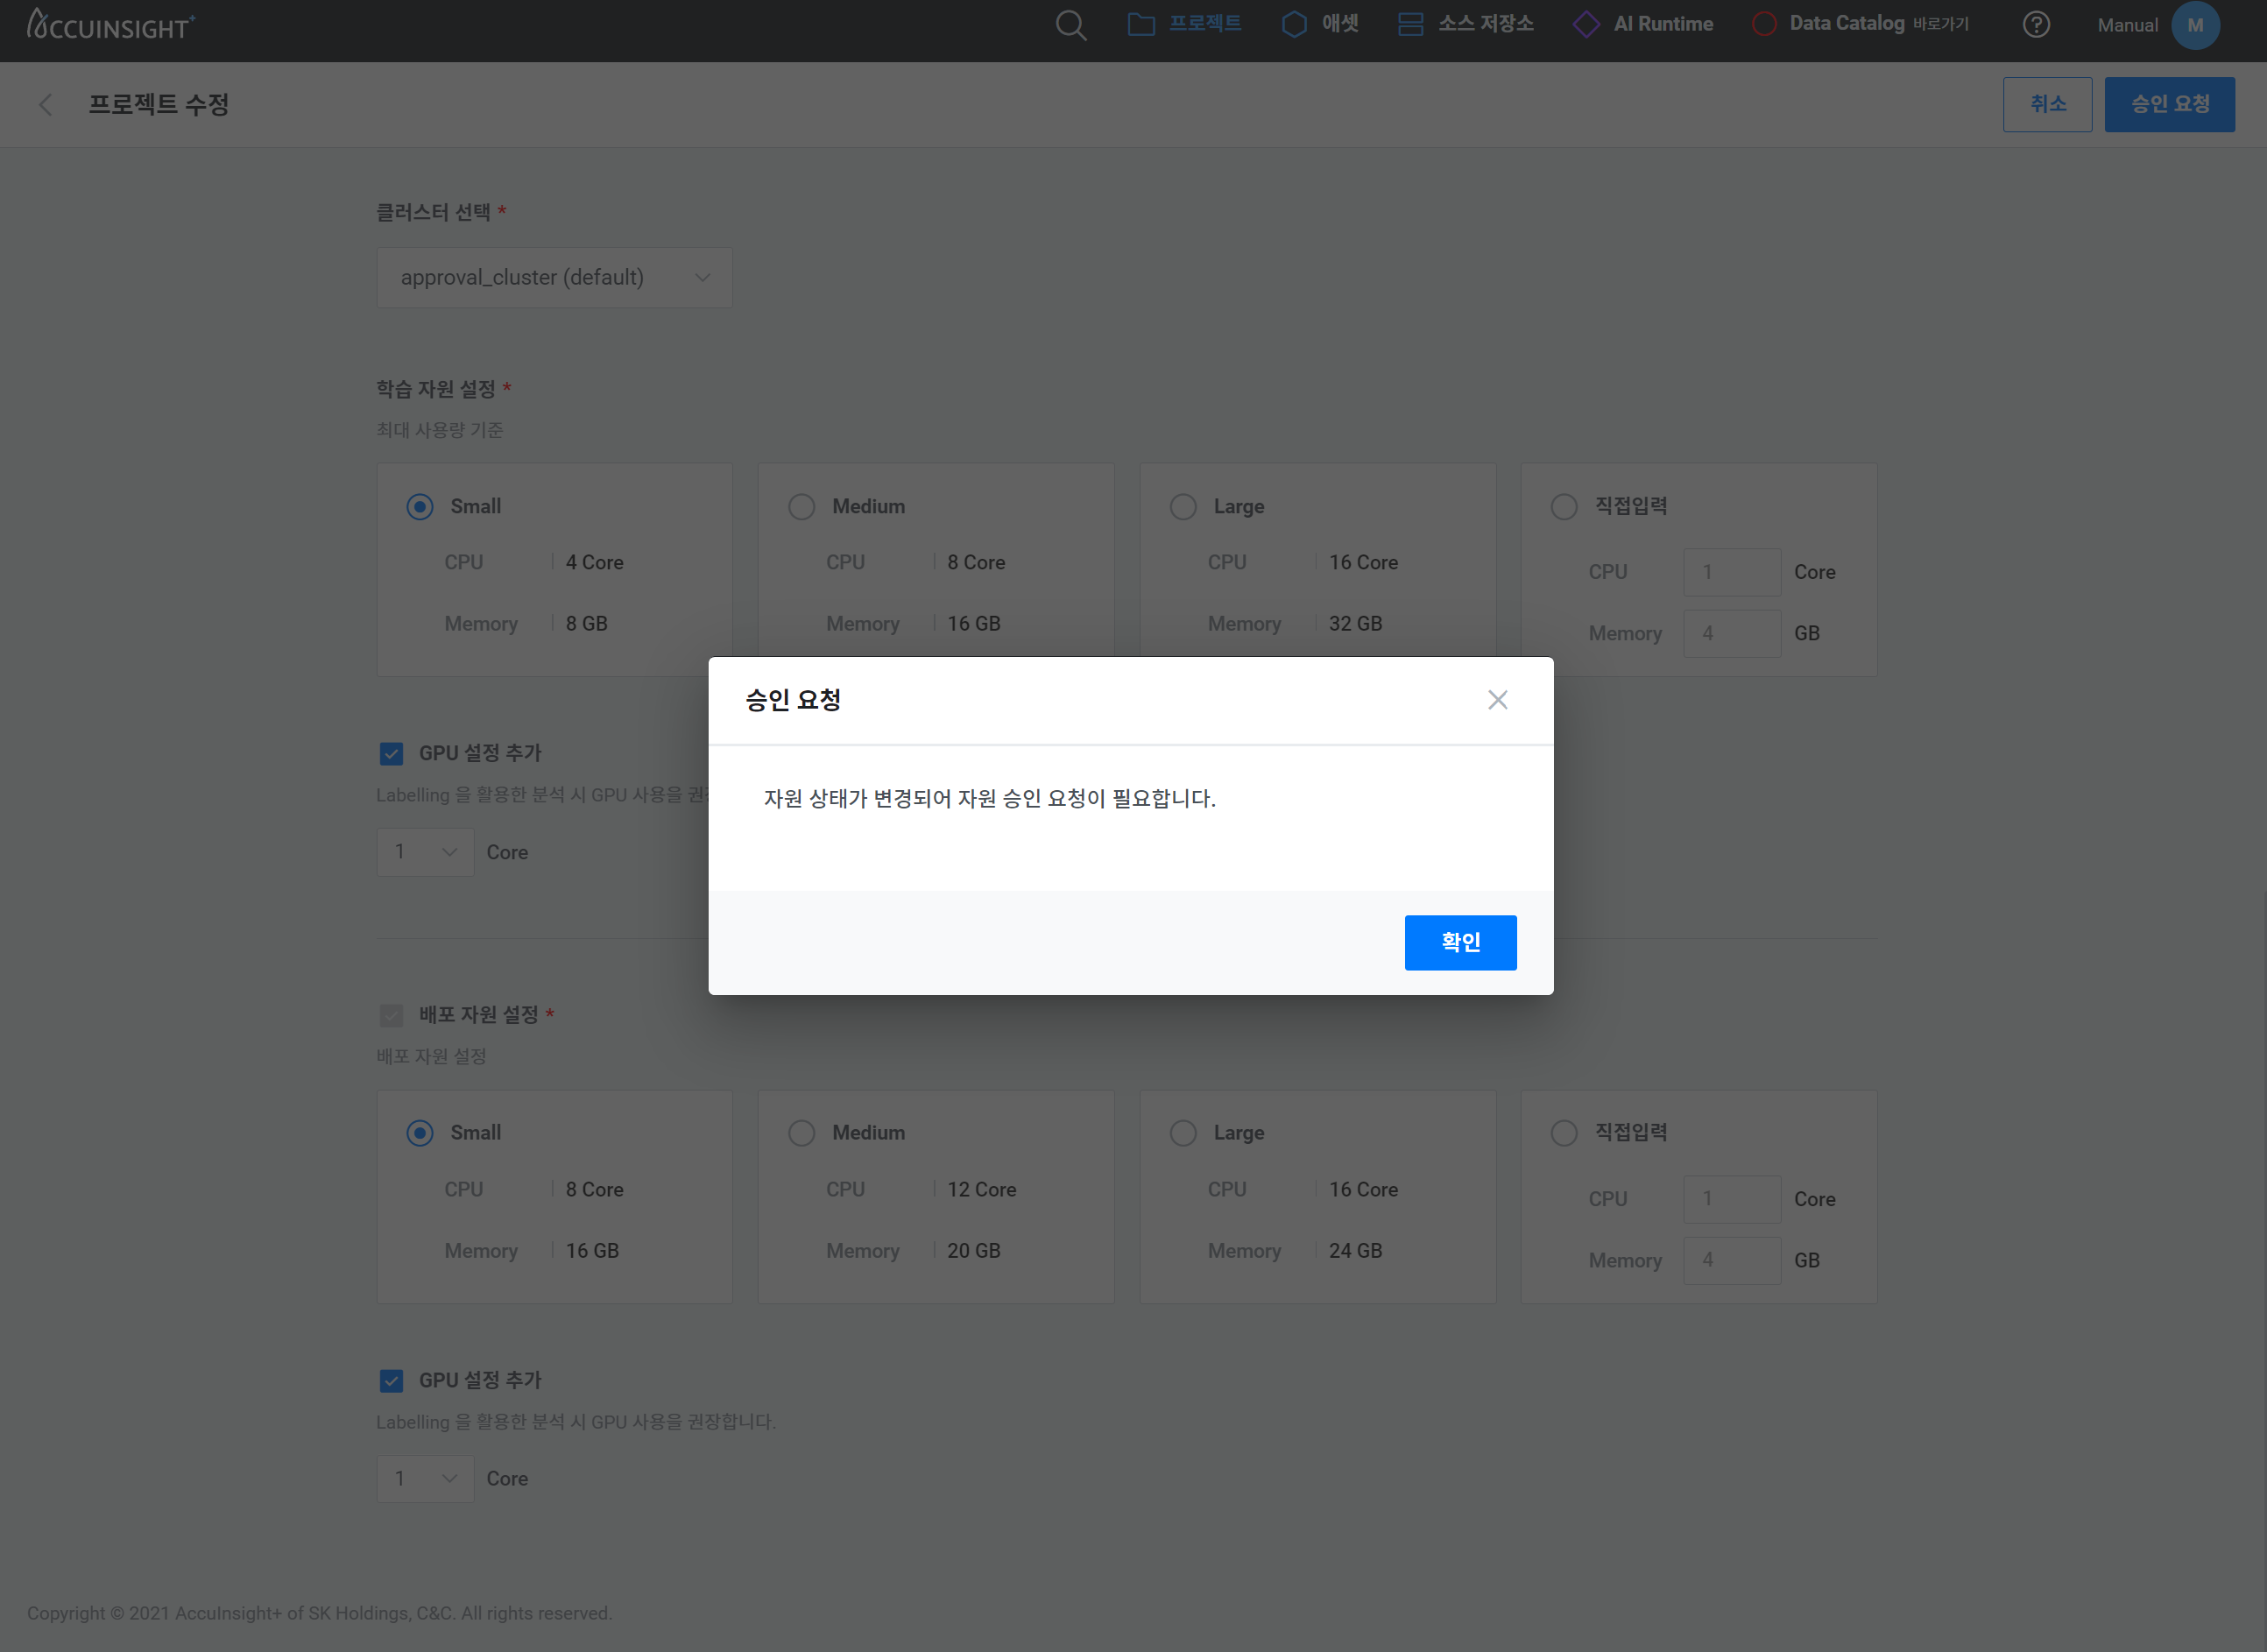 ACCUINSIGHT+
프로젝트
애셋
소스 저장소
AI Runtime
Data Catalog 바로가기
Manual
M
프로젝트 수정
취소
승인 요청
클러스터 선택 *
approval_cluster (default)
학습 자원 설정 *
최대 사용량 기준
Small
CPU 4 Core
Memory 8 GB
Medium
CPU 8 Core
Memory 16 GB
Large
CPU 16 Core
Memory 32 GB
직접입력
CPU 1 Core
Memory 4 GB
GPU 설정 추가
Labelling 을 활용한 분석 시 GPU 사용을
1 Core
승인 요청
자원 상태가 변경되어 자원 승인 요청이 필요합니다.
확인
배포 자원 설정 *
배포 자원 설정
Small
CPU 8 Core
Memory 16 GB
Medium
CPU 12 Core
Memory 20 GB
Large
CPU 16 Core
Memory 24 GB
직접입력
CPU 1 Core
Memory 4 GB
GPU 설정 추가
Labelling 을 활용한 분석 시 GPU 사용을 권장합니다.
1 Core
Copyright © 2021 AccuInsight+ of SK Holdings, C&C. All rights reserved.